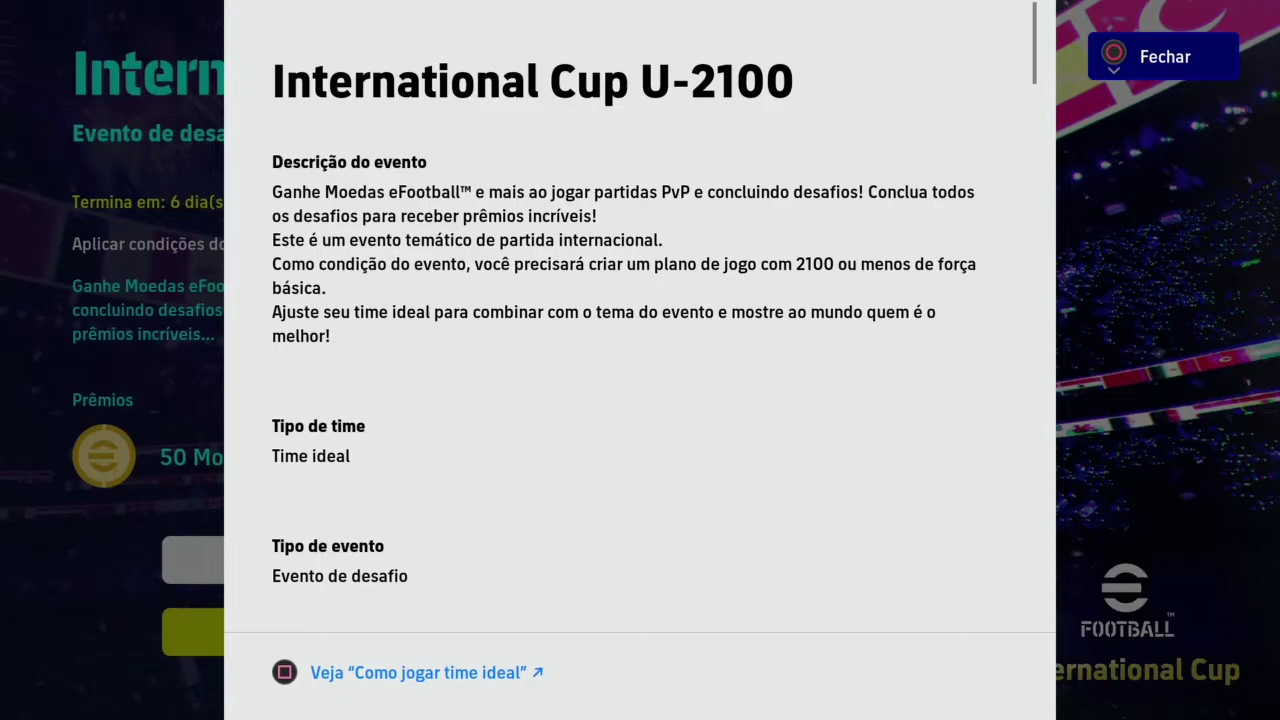 International Cup U-2100
Fechar
Intern
Evento de desa
Termina em: 6 dia(s
Aplicar condições do
Ganhe Moedas eFoo
concluindo desafios
prêmios incríveis...
Prêmios
50 Mo
Descrição do evento
Ganhe Moedas eFootball™ e mais ao jogar partidas PvP e concluindo desafios! Conclua todos
os desafios para receber prêmios incríveis!
Este é um evento temático de partida internacional.
Como condição do evento, você precisará criar um plano de jogo com 2100 ou menos de força
básica.
Ajuste seu time ideal para combinar com o tema do evento e mostre ao mundo quem é o
melhor!
Tipo de time
Time ideal
Tipo de evento
Evento de desafio
Veja “Como jogar time ideal”
FOOTBALL™
ernational Cup